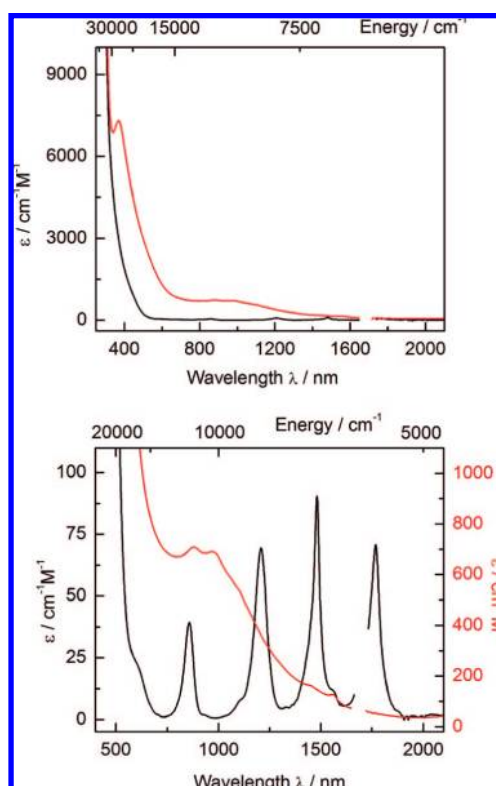 30000 15000 7500 Energy / cm⁻¹
9000
6000
3000
0
ε / cm⁻¹M⁻¹
400 800 1200 1600 2000
Wavelength λ / nm
20000 10000 Energy / cm⁻¹ 5000
100
75
50
25
0
ε / cm⁻¹M⁻¹
1000
800
600
400
200
0
500 1000 1500 2000
Wavelength λ / nm